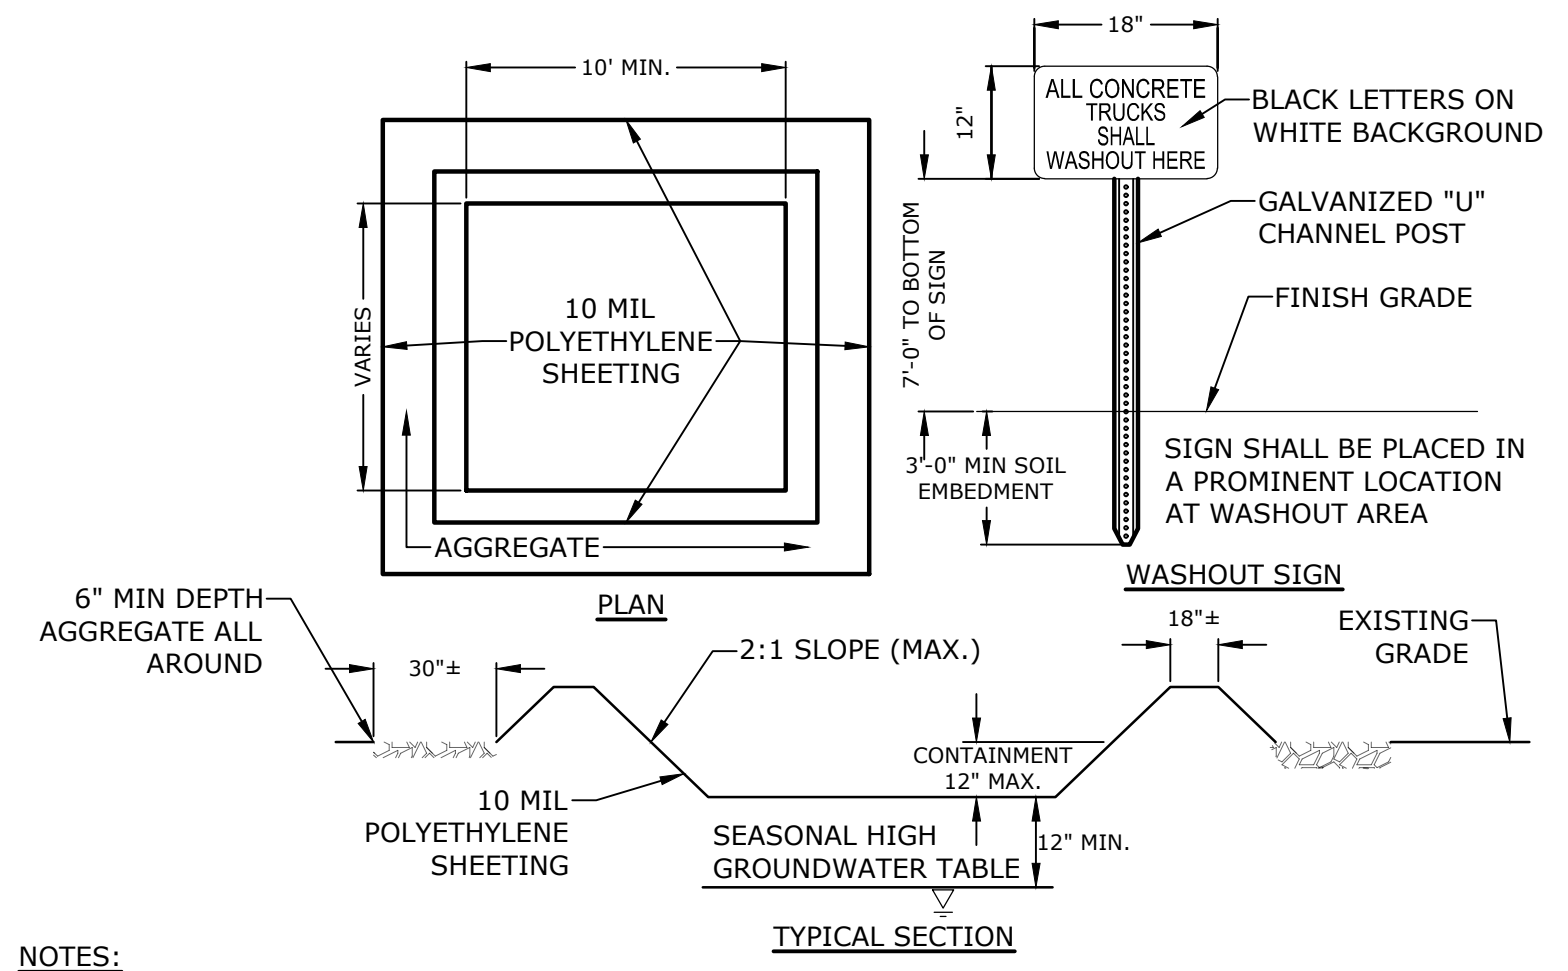 18"
10' MIN.
ALL CONCRETE
TRUCKS
SHALL
WASHOUT HERE
12"
BLACK LETTERS ON
WHITE BACKGROUND
GALVANIZED "U"
CHANNEL POST
7'-0" TO BOTTOM
OF SIGN
FINISH GRADE
VARIES
10 MIL
POLYETHYLENE
SHEETING
3'-0" MIN SOIL
EMBEDMENT
SIGN SHALL BE PLACED IN
A PROMINENT LOCATION
AT WASHOUT AREA
AGGREGATE
PLAN
WASHOUT SIGN
6" MIN DEPTH
AGGREGATE ALL
AROUND
30"±
2:1 SLOPE (MAX.)
18"±
EXISTING
GRADE
CONTAINMENT
12" MAX.
10 MIL
POLYETHYLENE
SHEETING
SEASONAL HIGH
GROUNDWATER TABLE
12" MIN.
TYPICAL SECTION
NOTES: